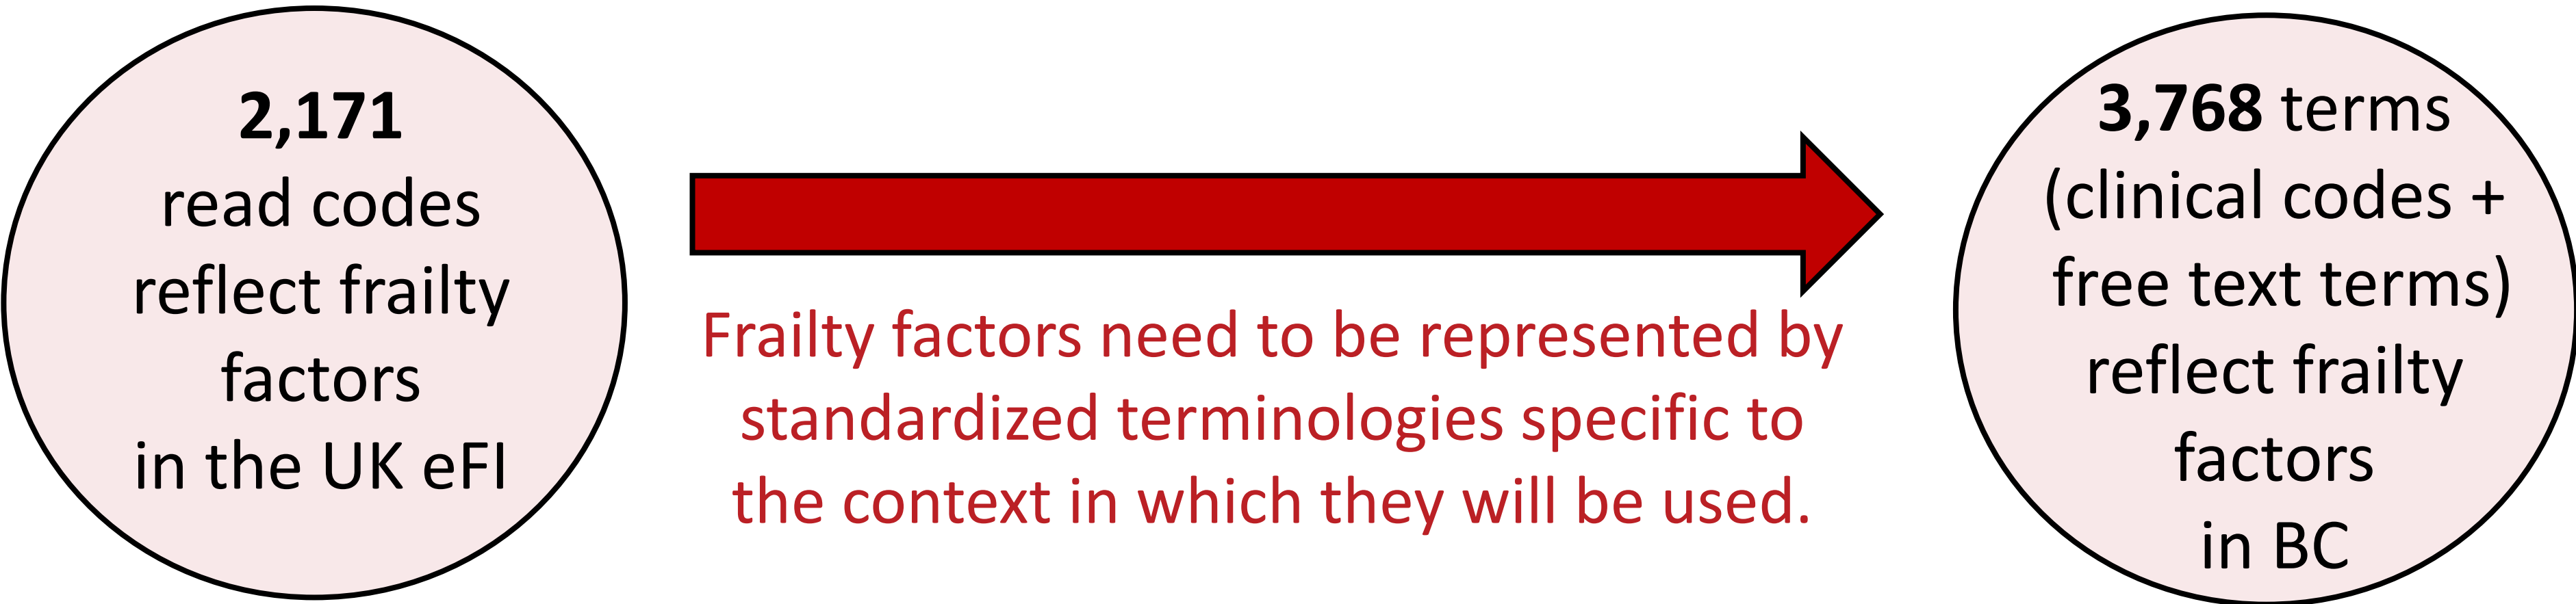 2,171
read codes
reflect frailty
factors
in the UK eFI
Frailty factors need to be represented by
standardized terminologies specific to
the context in which they will be used.
3,768 terms
(clinical codes +
free text terms)
reflect frailty
factors
in BC